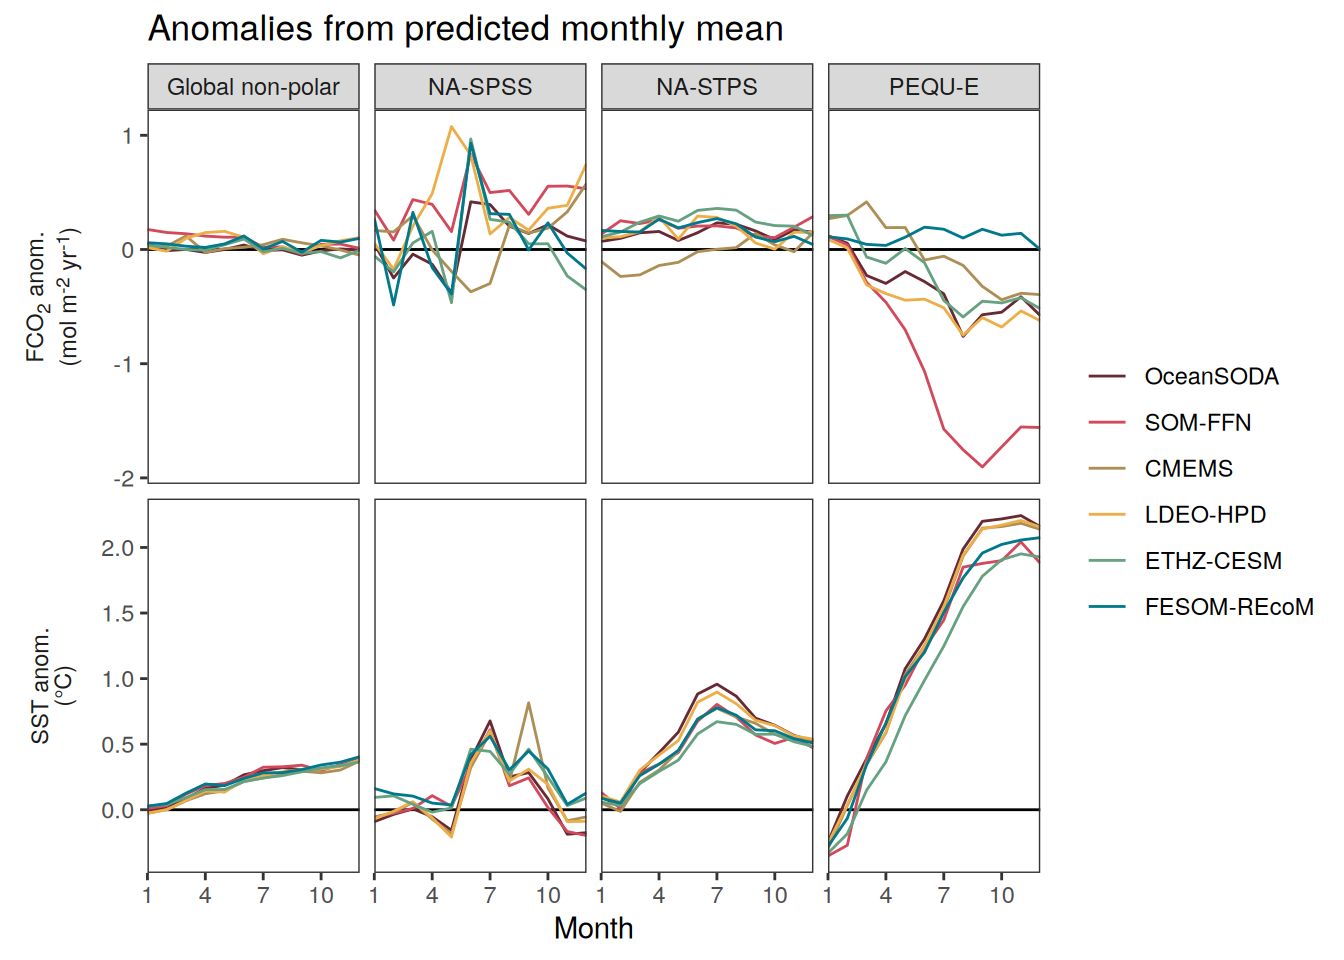 Anomalies from predicted monthly mean
Global non-polar
NA-SPSS
NA-STPS
PEQU-E
FCO₂ anom.
(mol m⁻² yr⁻¹)
1
0
-1
-2
SST anom.
(°C)
2.0
1.5
1.0
0.5
0.0
1 4 7 10
1 4 7 10
1 4 7 10
1 4 7 10
Month
OceanSODA
SOM-FFN
CMEMS
LDEO-HPD
ETHZ-CESM
FESOM-REcoM